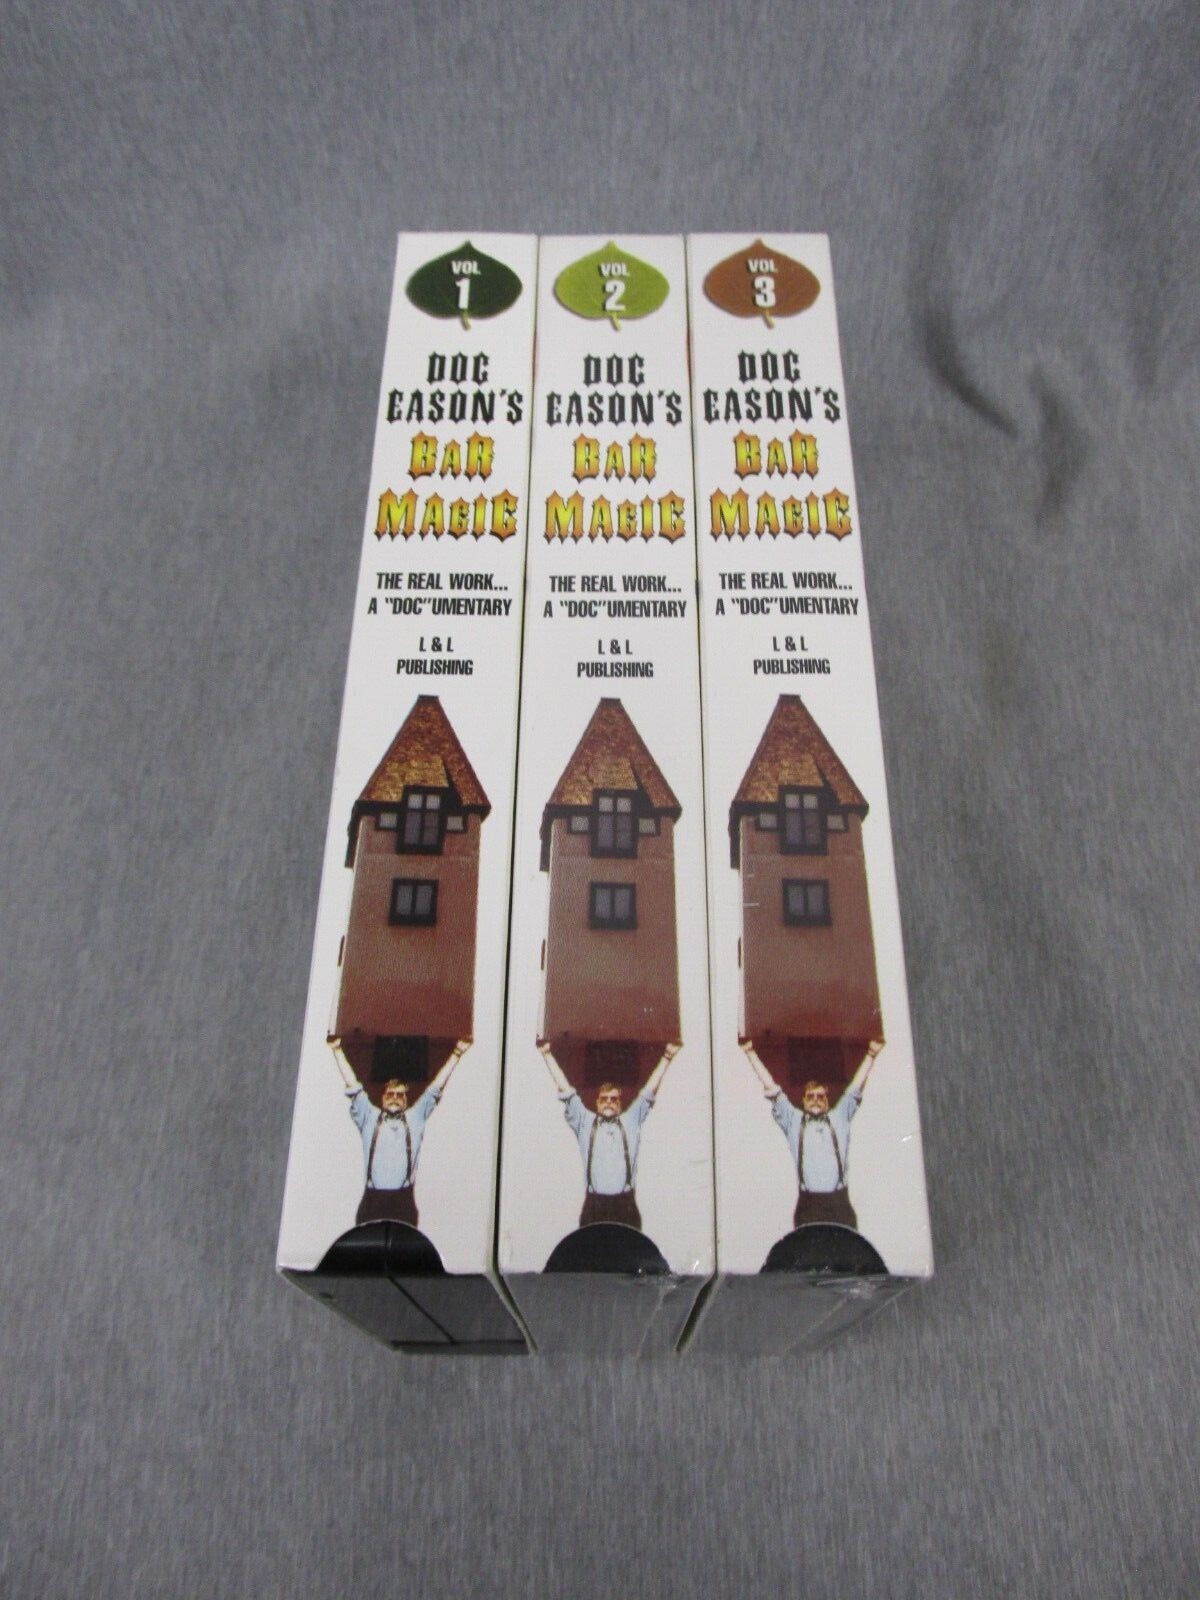 VOL
1
DOC
EASON'S
BAR
MAGIC
THE REAL WORK...
A "DOC"UMENTARY
L & L
PUBLISHING
VOL
2
DOC
EASON'S
BAR
MAGIC
THE REAL WORK...
A "DOC"UMENTARY
L & L
PUBLISHING
VOL
3
DOC
EASON'S
BAR
MAGIC
THE REAL WORK...
A "DOC"UMENTARY
L & L
PUBLISHING